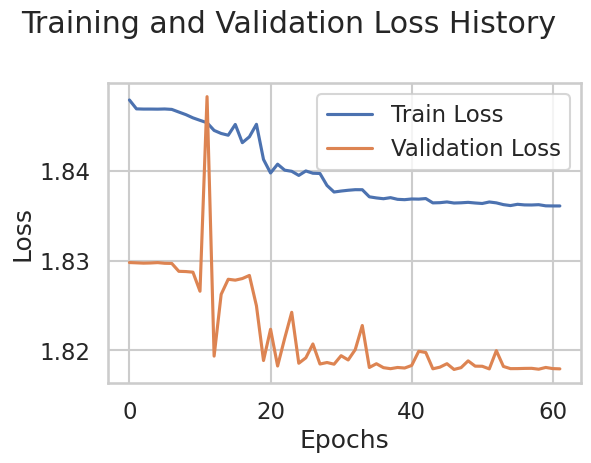 Training and Validation Loss History
Train Loss
Validation Loss
1.84
1.83
1.82
Loss
0
20
40
60
Epochs